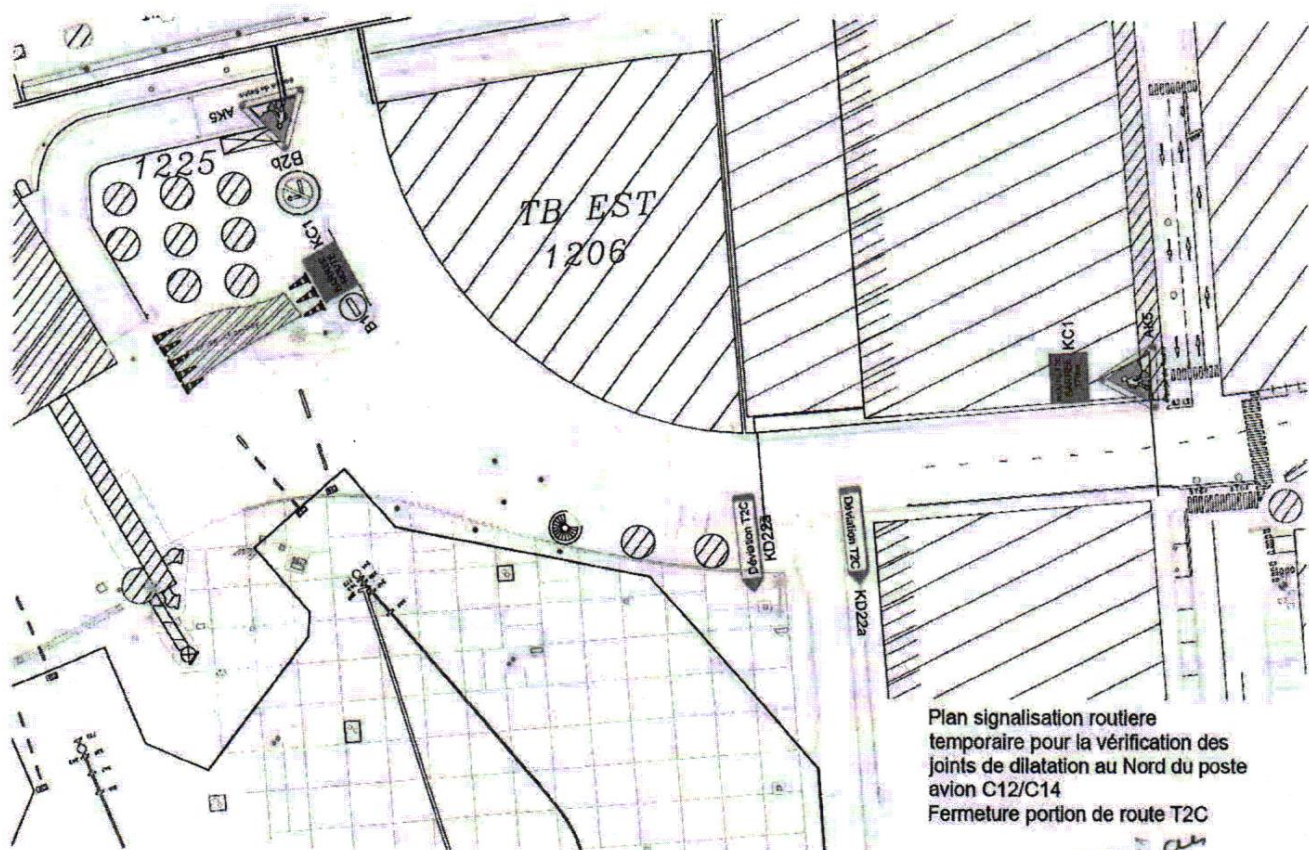 AK5
1225
B2b
KC1
ROUTE
B1
TB EST
1206
KC1
AK5
Déviation T2C
KD22a
Déviation T2C
KD22a
Plan signalisation routiere
temporaire pour la vérification des
joints de dilatation au Nord du poste
avion C12/C14
Fermeture portion de route T2C